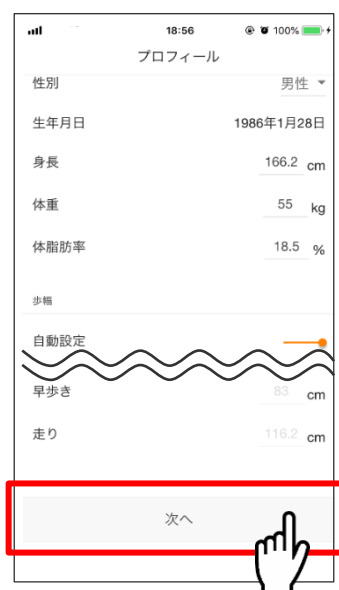 18:56 100%
プロフィール
性別 男性
生年月日 1986年1月28日
身長 166.2 cm
体重 55 kg
体脂肪率 18.5 %
歩幅
自動設定
早歩き 83 cm
走り 116.2 cm
次へ